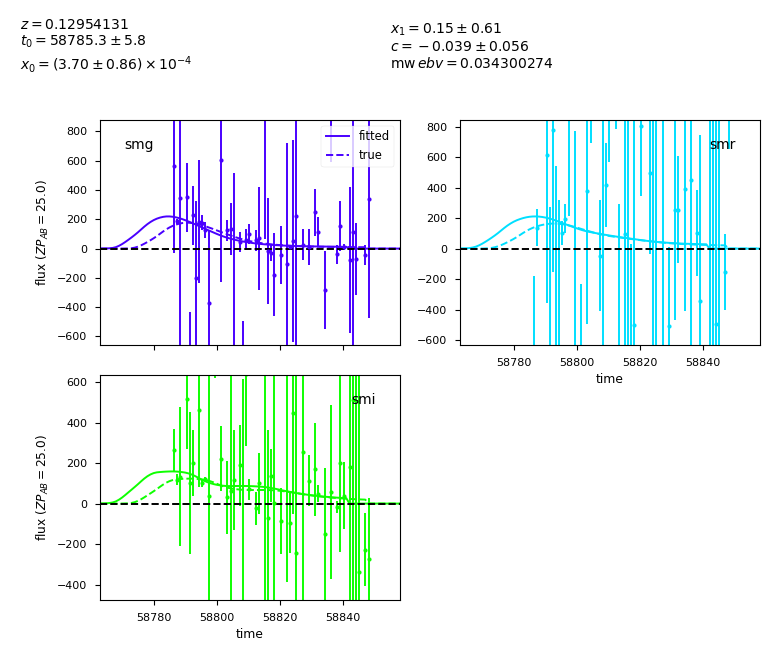 z = 0.12954131
t₀ = 58785.3 ± 5.8
x₀ = (3.70 ± 0.86) × 10⁻⁴
x₁ = 0.15 ± 0.61
c = −0.039 ± 0.056
mw ebv = 0.034300274
smg
fitted
true
800
600
400
200
0
−200
−400
−600
flux (ZP_AB = 25.0)
smr
800
600
400
200
0
−200
−400
−600
58780 58800 58820 58840
time
smi
600
400
200
0
−200
−400
flux (ZP_AB = 25.0)
58780 58800 58820 58840
time